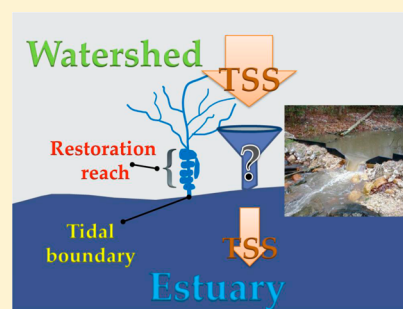 Watershed
TSS
Restoration
reach
?
Tidal
boundary
TSS
Estuary